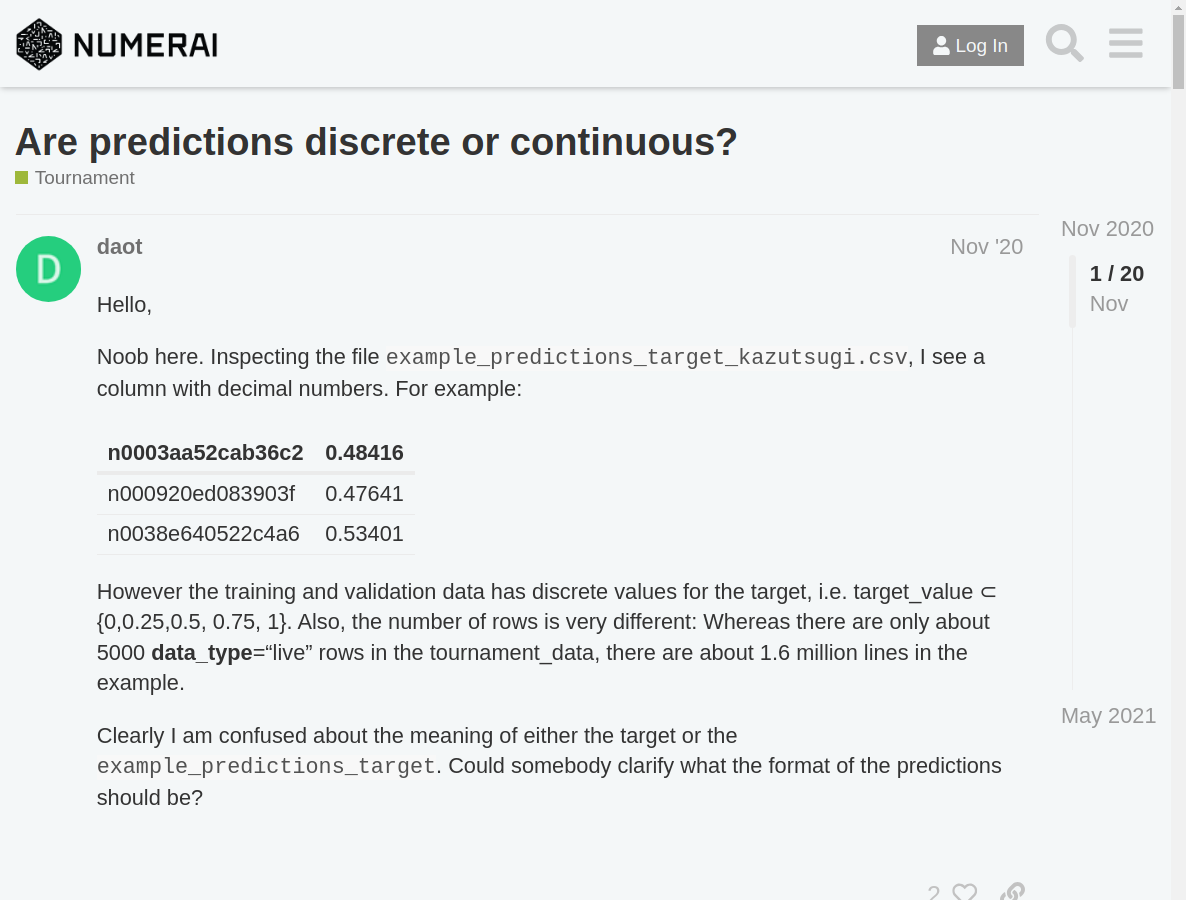 NUMERAI
Log In
Are predictions discrete or continuous?
Tournament
D
daot
Nov '20
Nov 2020
1 / 20
Nov
May 2021
Hello,
Noob here. Inspecting the file example_predictions_target_kazutsugi.csv, I see a
column with decimal numbers. For example:
n0003aa52cab36c2 0.48416
n000920ed083903f 0.47641
n0038e640522c4a6 0.53401
However the training and validation data has discrete values for the target, i.e. target_value ⊂
{0,0.25,0.5, 0.75, 1}. Also, the number of rows is very different: Whereas there are only about
5000 data_type=“live” rows in the tournament_data, there are about 1.6 million lines in the
example.
Clearly I am confused about the meaning of either the target or the
example_predictions_target. Could somebody clarify what the format of the predictions
should be?
2